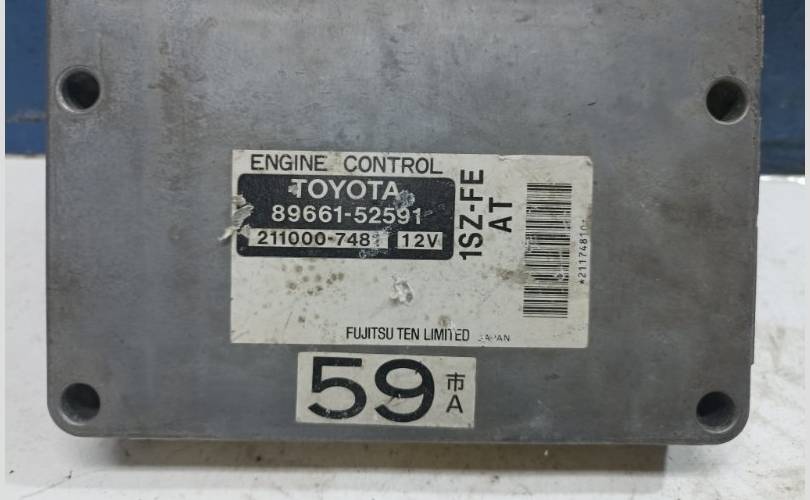 ENGINE CONTROL
TOYOTA
89661-52591
211000-748 12V
1SZ-FE
AT
*2117481
FUJITSU TEN LIMITED JAPAN
59 市
A